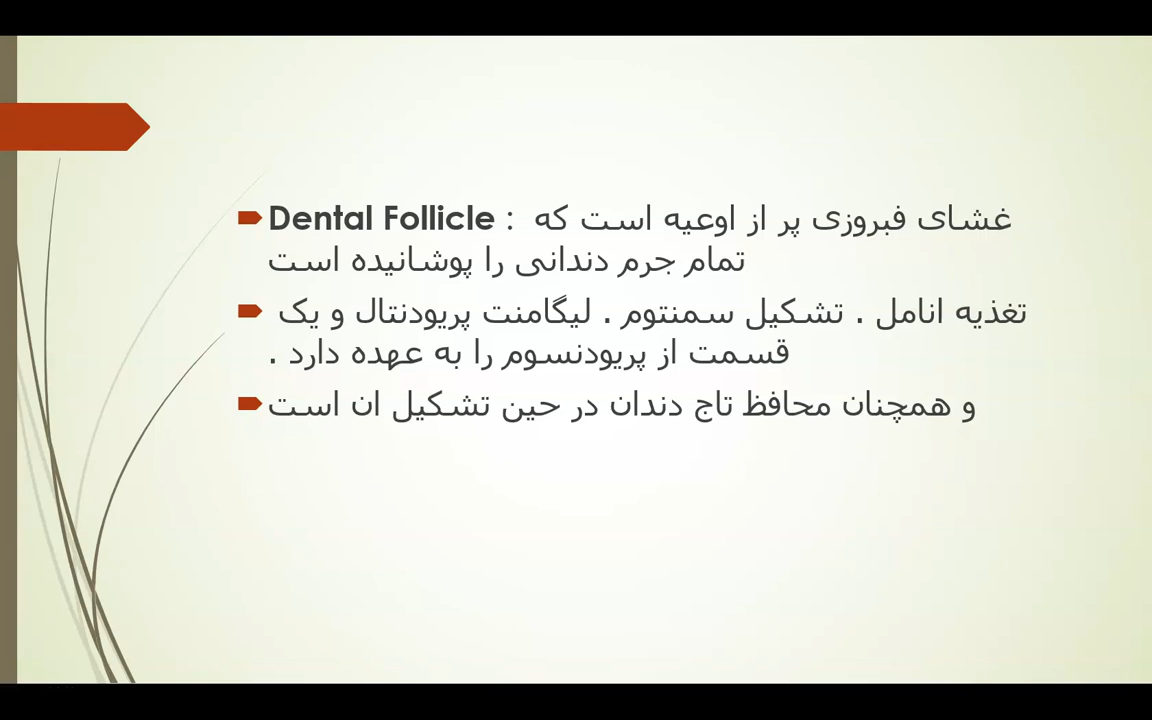 Dental Follicle : غشای فبروزی پر از اوعیه است که
تمام جرم دندانی را پوشانیده است
تغذیه انامل . تشکیل سمنتوم . لیگامنت پریودنتال و یک
قسمت از پریودنسوم را به عهده دارد .
و همچنان محافظ تاج دندان در حین تشکیل ان است